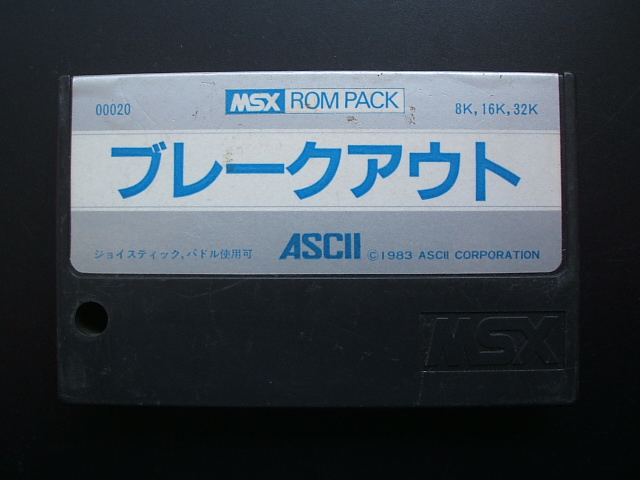 00020 MSX ROM PACK 8K, 16K, 32K
ブレークアウト
ジョイスティック, パドル使用可 ASCII ©1983 ASCII CORPORATION
MSX